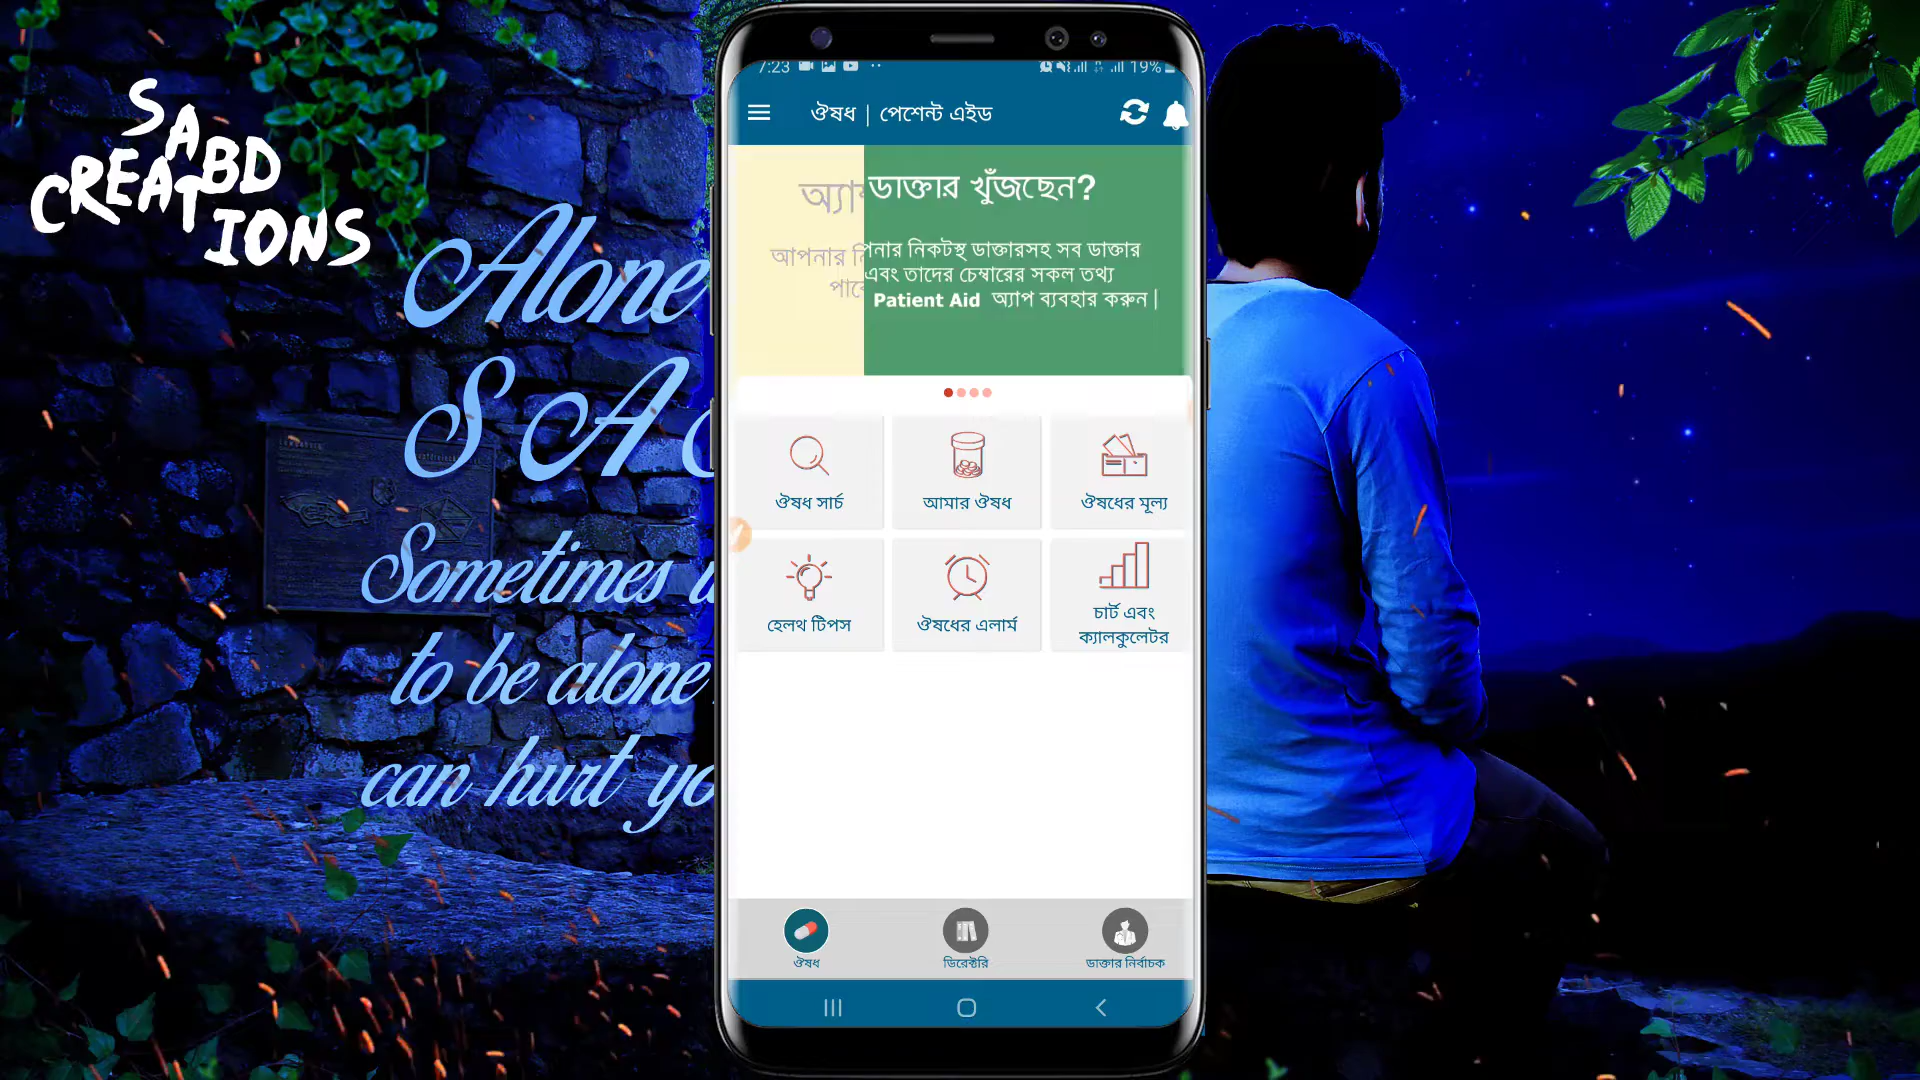 SABD
CREATIONS
Alone
S A
Sometimes
to be alone
can hurt
7:23
19%
ঔষধ | পেশেন্ট এইড
ডাক্তার খুঁজছেন?
নিকটস্থ ডাক্তারসহ সব ডাক্তার
এবং তাদের চেম্বারের সকল তথ্য
Patient Aid অ্যাপ ব্যবহার করুন |
আপনার
ঔষধ সার্চ
আমার ঔষধ
ঔষধের মূল্য
হেলথ টিপস
ঔষধের এলার্ম
চার্ট এবং
ক্যালকুলেটর
ঔষধ
ডিরেক্টরি
ডাক্তার নির্বাচক